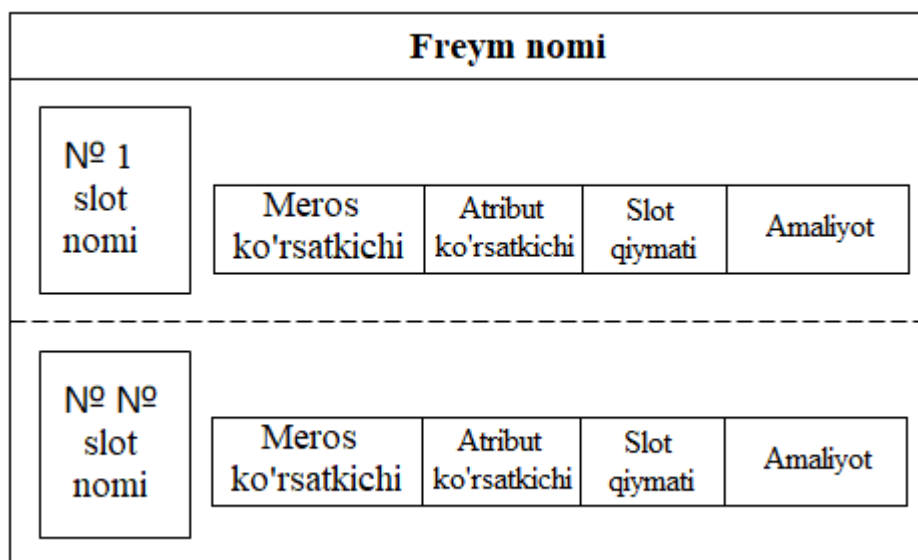 Freym nomi
№ 1
slot
nomi
Meros
ko'rsatkichi
Atribut
ko'rsatkichi
Slot
qiymati
Amaliyot
№ №
slot
nomi
Meros
ko'rsatkichi
Atribut
ko'rsatkichi
Slot
qiymati
Amaliyot